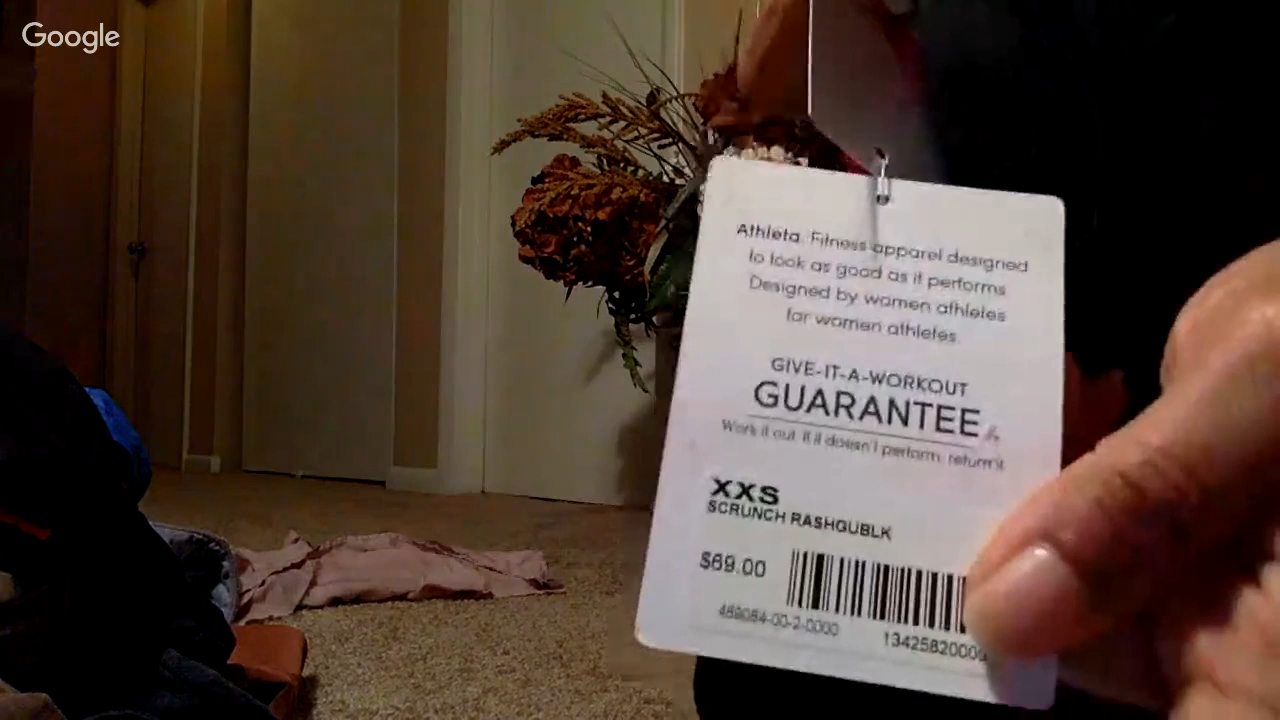 Google
Athleta. Fitness apparel designed
to look as good as it performs
Designed by women athletes
for women athletes.
GIVE-IT-A-WORKOUT
GUARANTEE
Work it out. If it doesn't perform, return it.
XXS
SCRUNCH RASHGUBLK
$69.00
469084-00-2-0000
1342582000